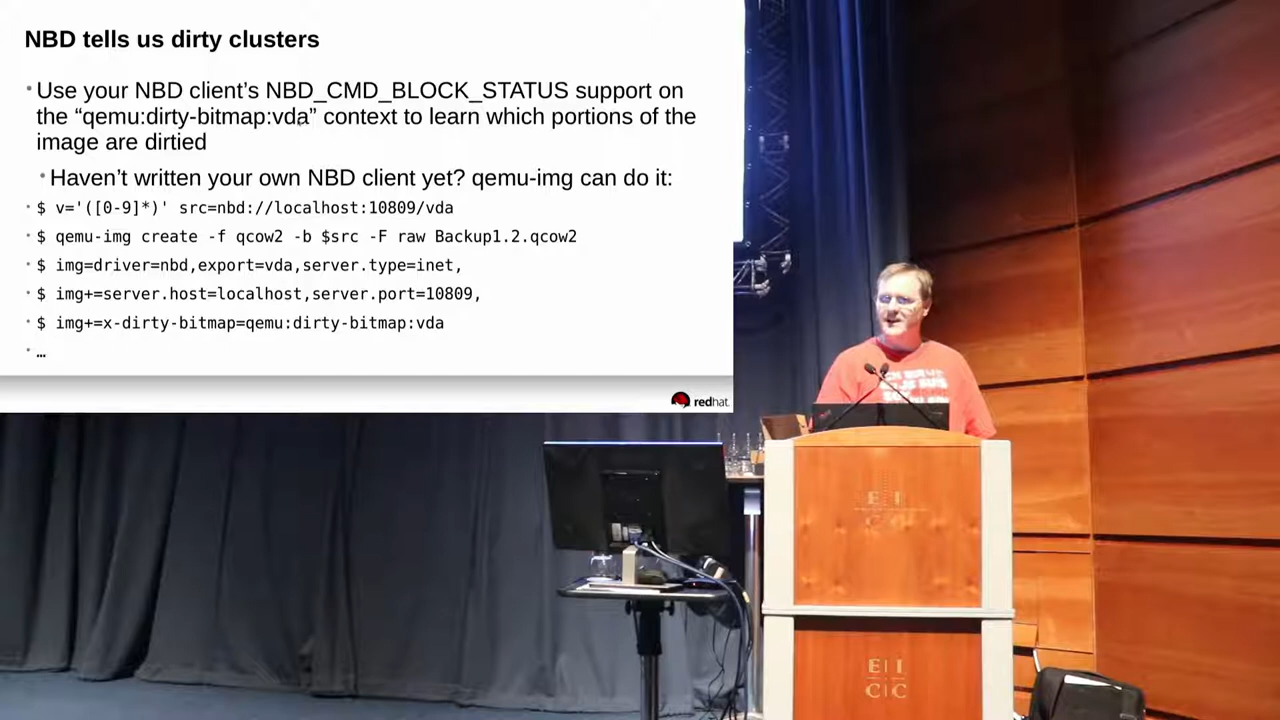 NBD tells us dirty clusters
Use your NBD client’s NBD_CMD_BLOCK_STATUS support on
the “qemu:dirty-bitmap:vda” context to learn which portions of the
image are dirtied
Haven’t written your own NBD client yet? qemu-img can do it:
$ v='([0-9]*)' src=nbd://localhost:10809/vda
$ qemu-img create -f qcow2 -b $src -F raw Backup1.2.qcow2
$ img=driver=nbd,export=vda,server.type=inet,
$ img+=server.host=localhost,server.port=10809,
$ img+=x-dirty-bitmap=qemu:dirty-bitmap:vda
…
redhat.
E I
C C
E I
C C